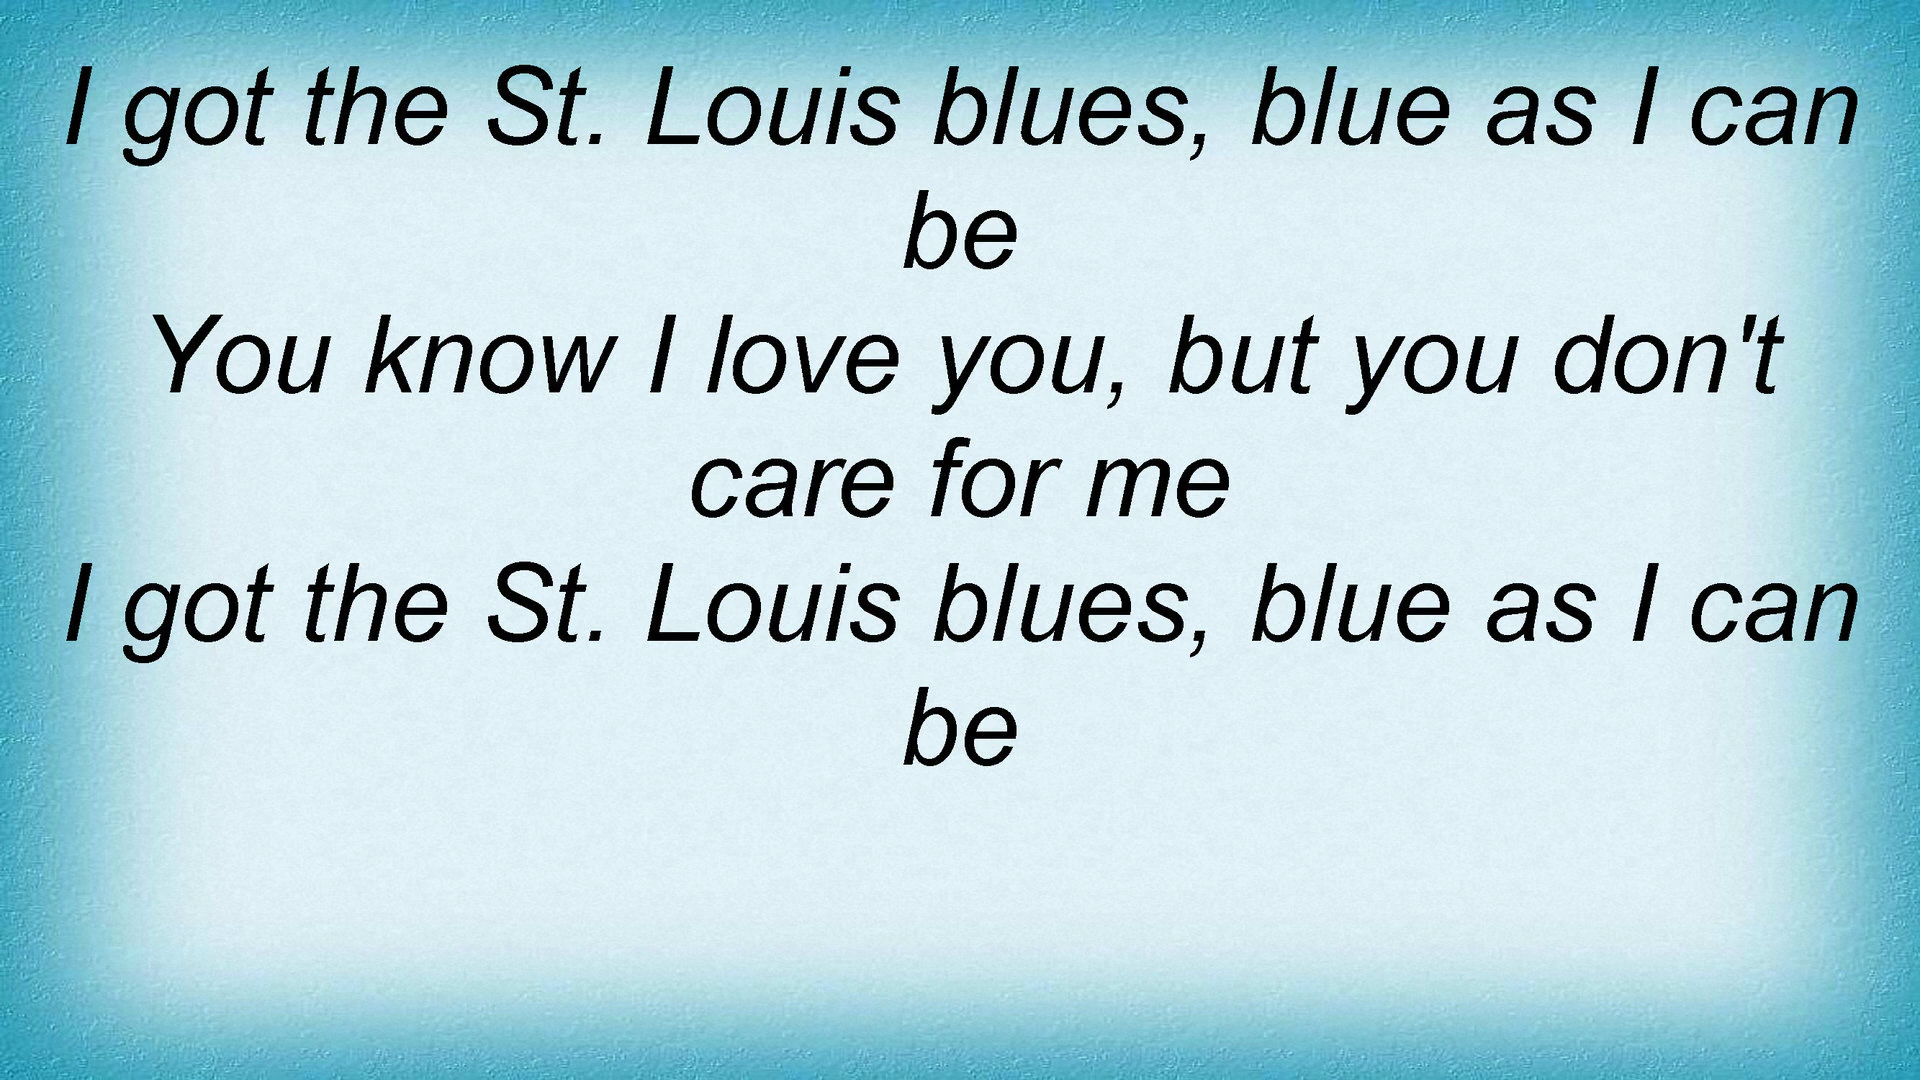 I got the St. Louis blues, blue as I can
be
You know I love you, but you don't
care for me
I got the St. Louis blues, blue as I can
be